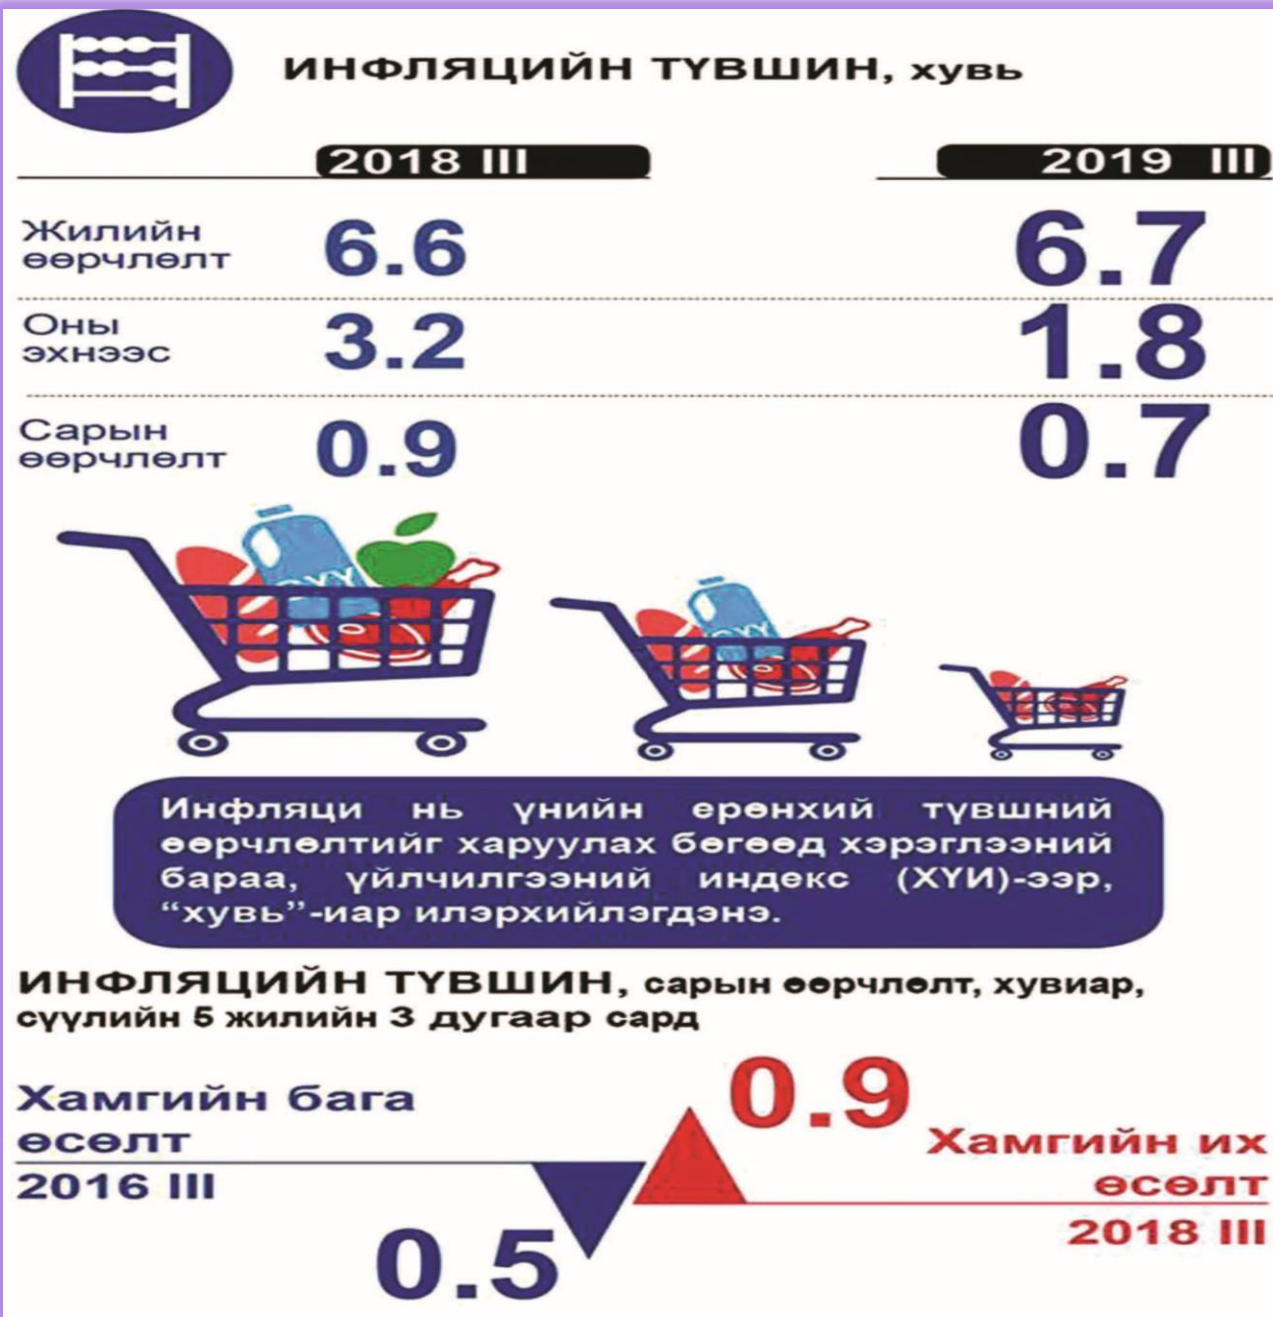 ИНФЛЯЦИЙН ТҮВШИН, хувь
2018 III 2019 III
Жилийн
өөрчлөлт 6.6 6.7
Оны
эхнээс 3.2 1.8
Сарын
өөрчлөлт 0.9 0.7
Инфляци нь үнийн ерөнхий түвшний
өөрчлөлтийг харуулах бөгөөд хэрэглээний
бараа, үйлчилгээний индекс (ХҮИ)-ээр,
“хувь”-иар илэрхийлэгдэнэ.
ИНФЛЯЦИЙН ТҮВШИН, сарын өөрчлөлт, хувиар,
сүүлийн 5 жилийн 3 дугаар сард
Хамгийн бага
өсөлт
2016 III
0.5
0.9
Хамгийн их
өсөлт
2018 III